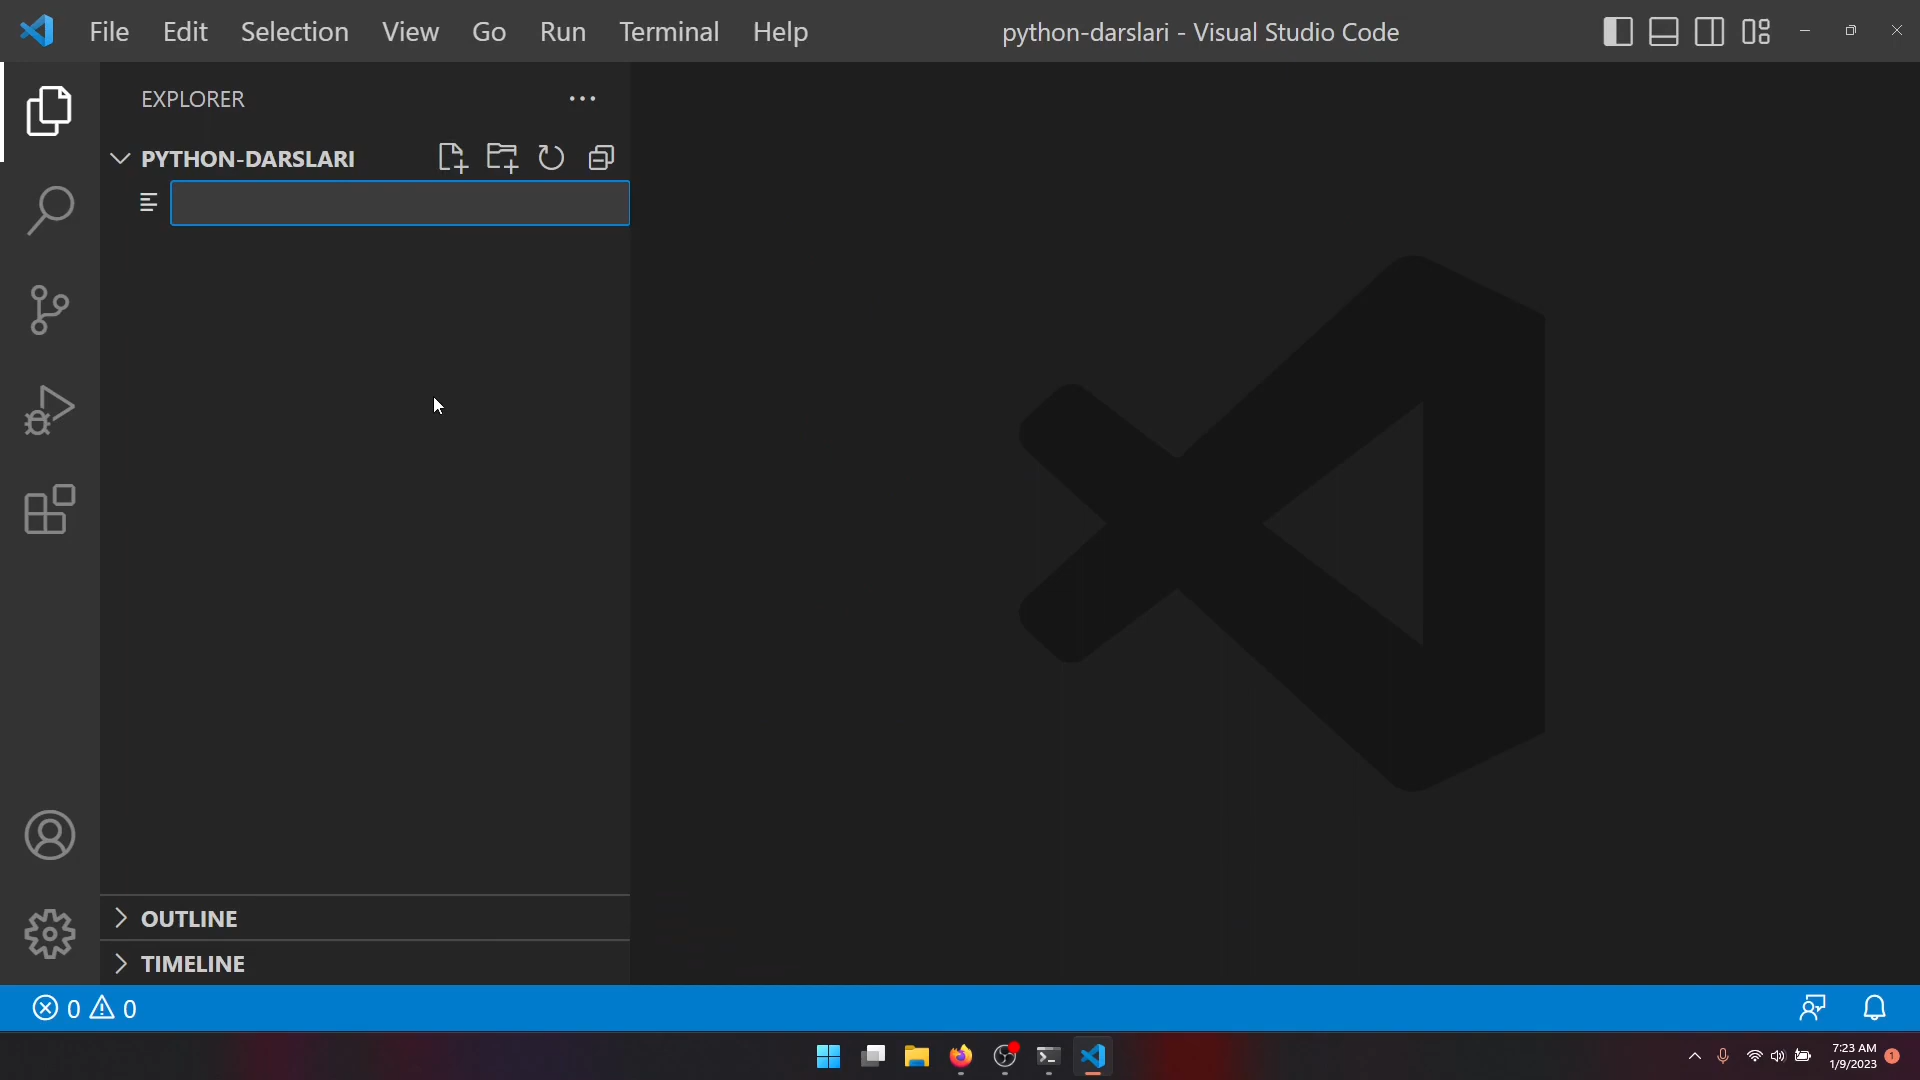 File Edit Selection View Go Run Terminal Help python-darslari - Visual Studio Code
EXPLORER
PYTHON-DARSLARI
OUTLINE
TIMELINE
0 0
7:23 AM
1/9/2023
1